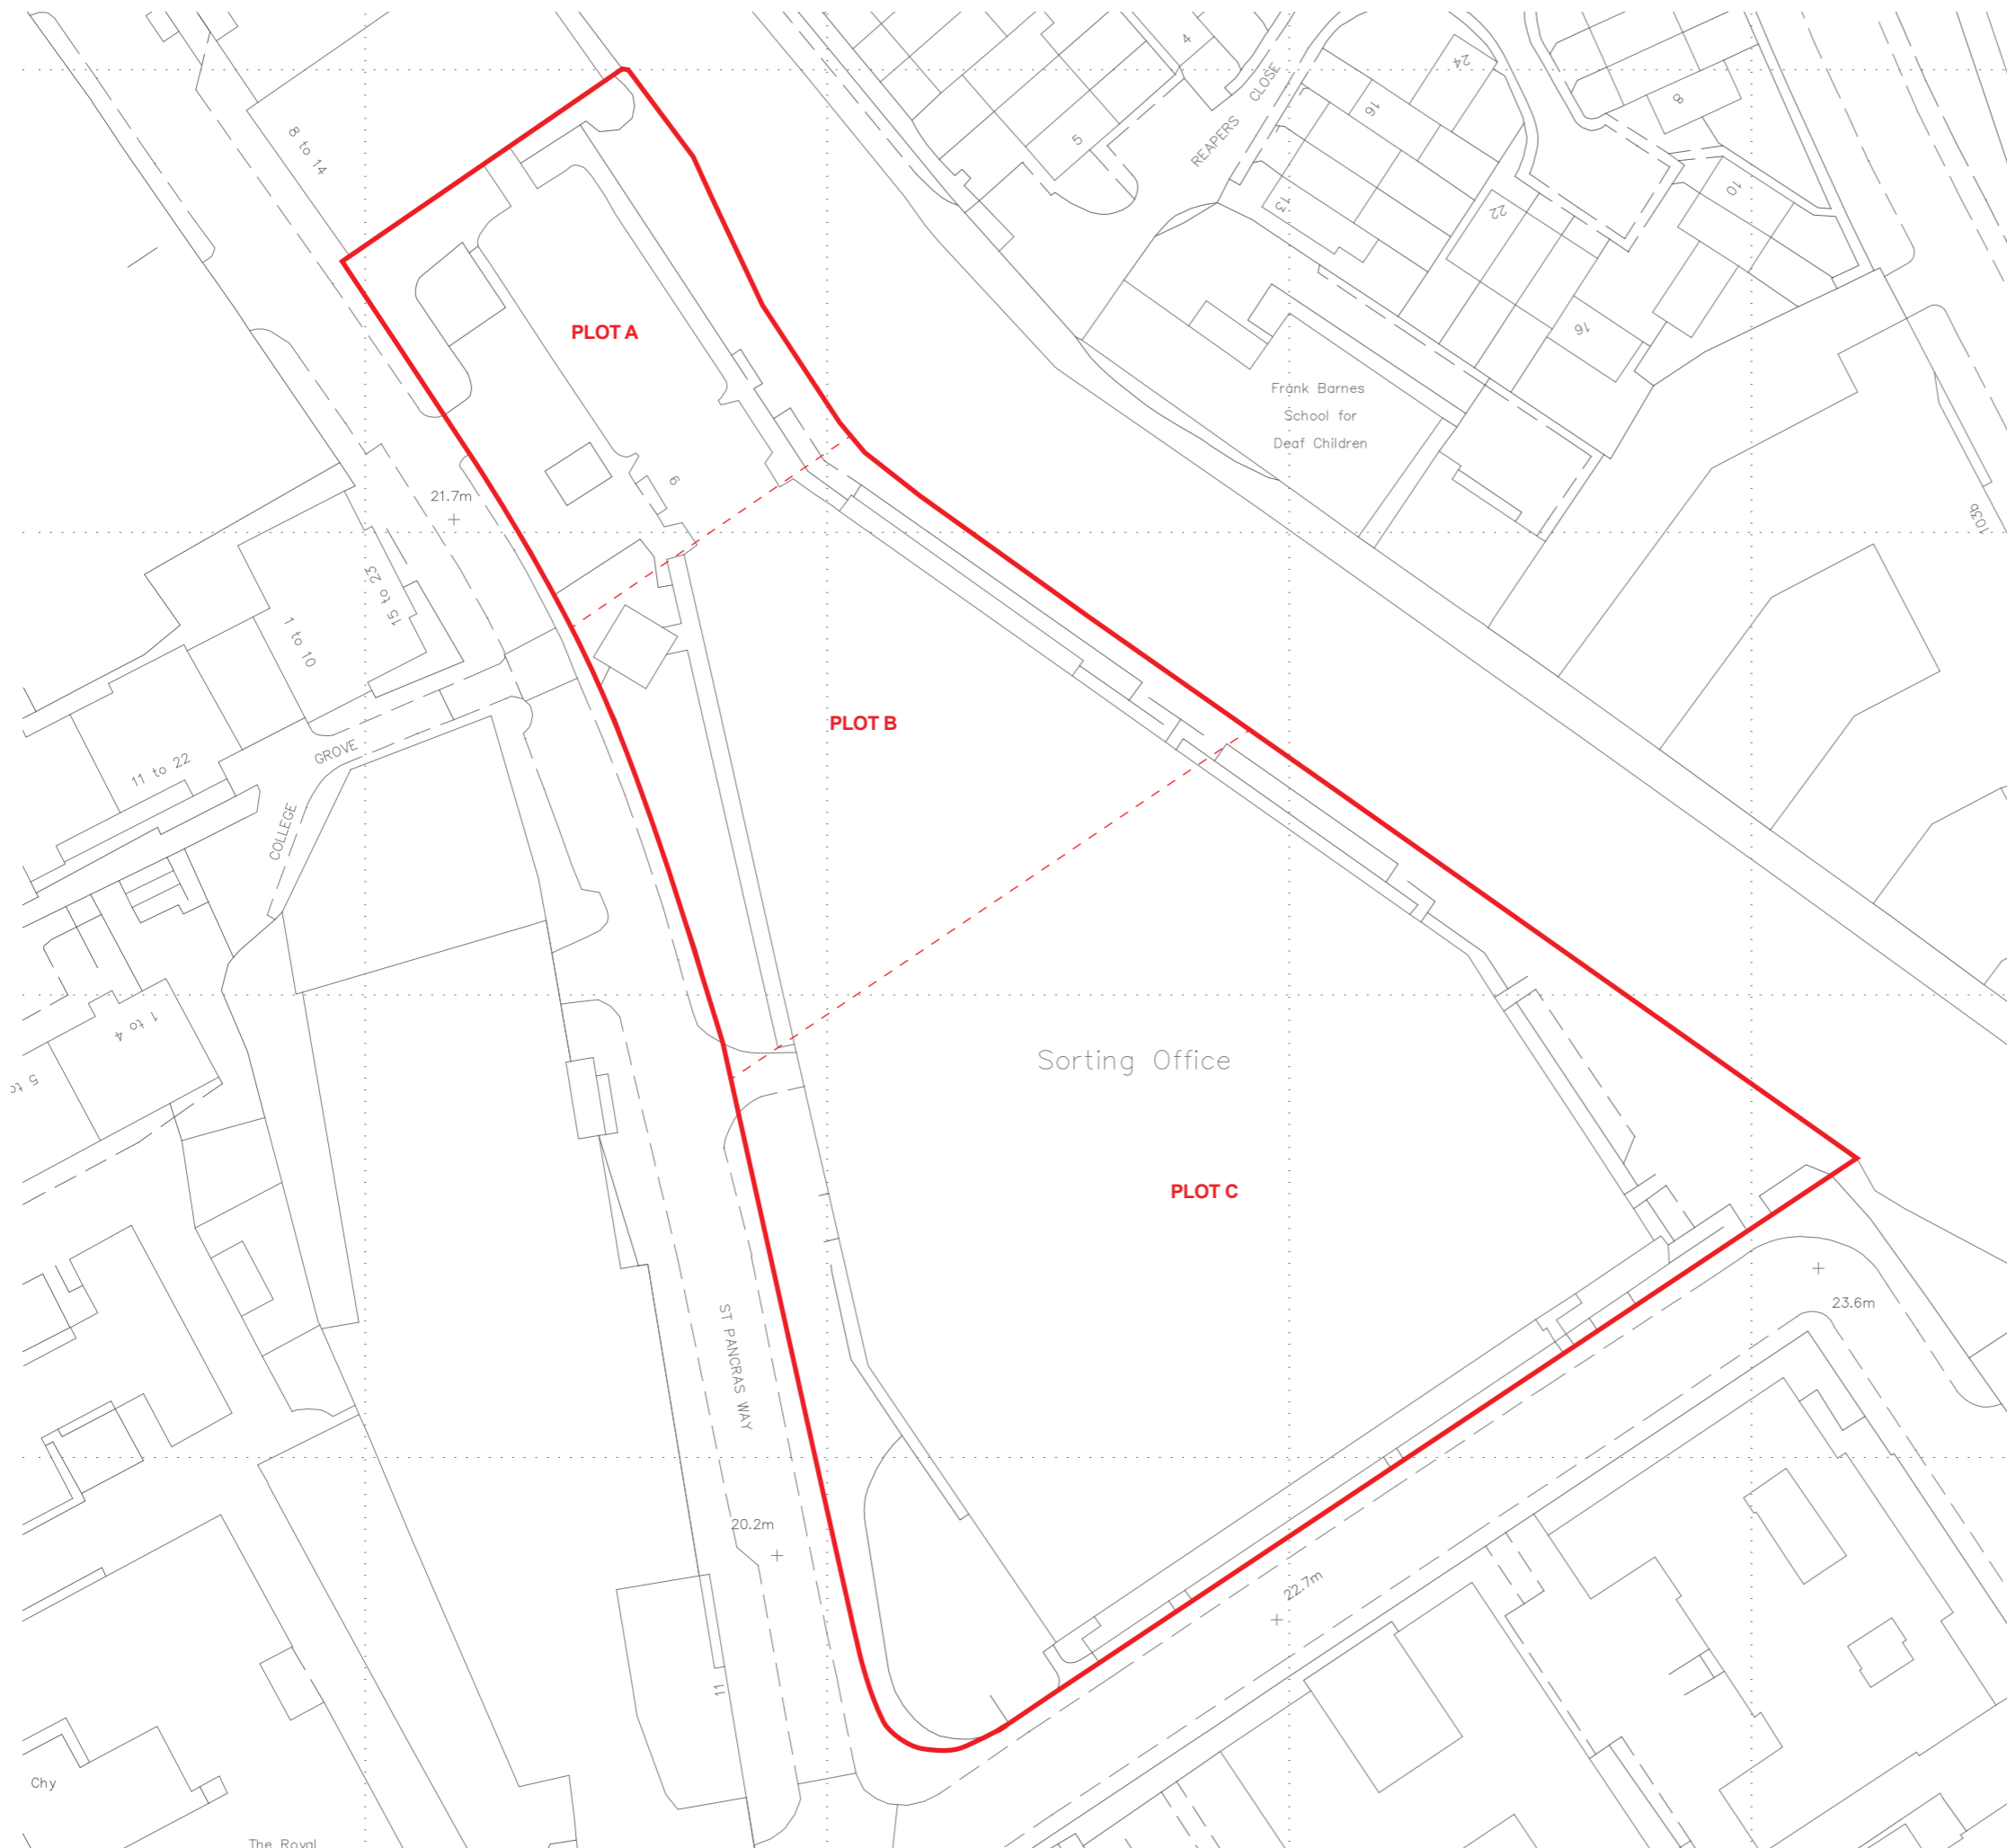 8 to 14
4
5
REAPERS CLOSE
24
16
8
13
22
10
16
PLOT A
Frank Barnes
School for
Deaf Children
103b
21.7m
9
15 to 23
1 to 10
PLOT B
GROVE
11 to 22
COLLEGE
1 to 4
Sorting Office
PLOT C
23.6m
ST PANCRAS WAY
20.2m
22.7m
11
Chy
The Royal